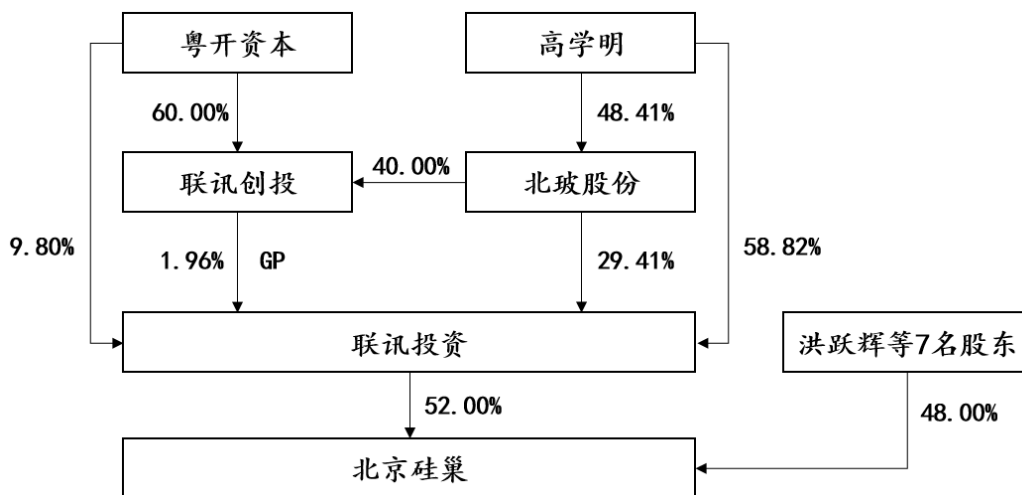 粤开资本
高学明
60.00%
48.41%
联讯创投
40.00%
北玻股份
9.80%
1.96%
GP
29.41%
58.82%
联讯投资
洪跃辉等7名股东
52.00%
48.00%
北京硅巢